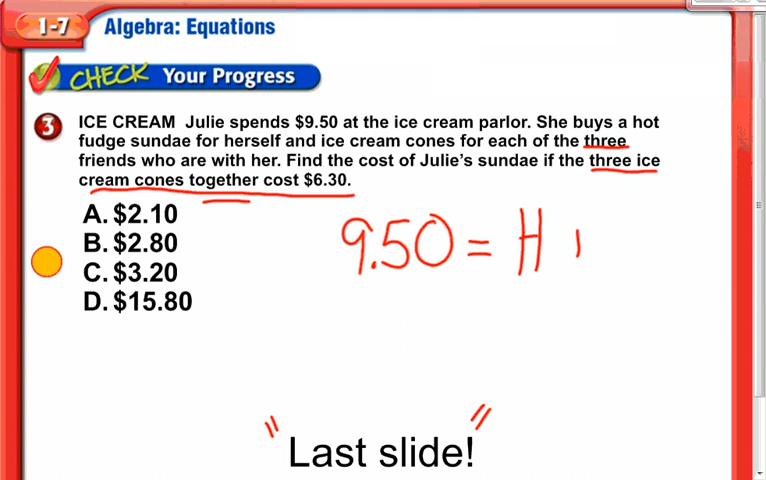 1-7 Algebra: Equations
CHECK Your Progress
3 ICE CREAM Julie spends $9.50 at the ice cream parlor. She buys a hot
fudge sundae for herself and ice cream cones for each of the three
friends who are with her. Find the cost of Julie's sundae if the three ice
cream cones together cost $6.30.
A. $2.10
B. $2.80
C. $3.20
D. $15.80
9.50 = H
"Last slide!"